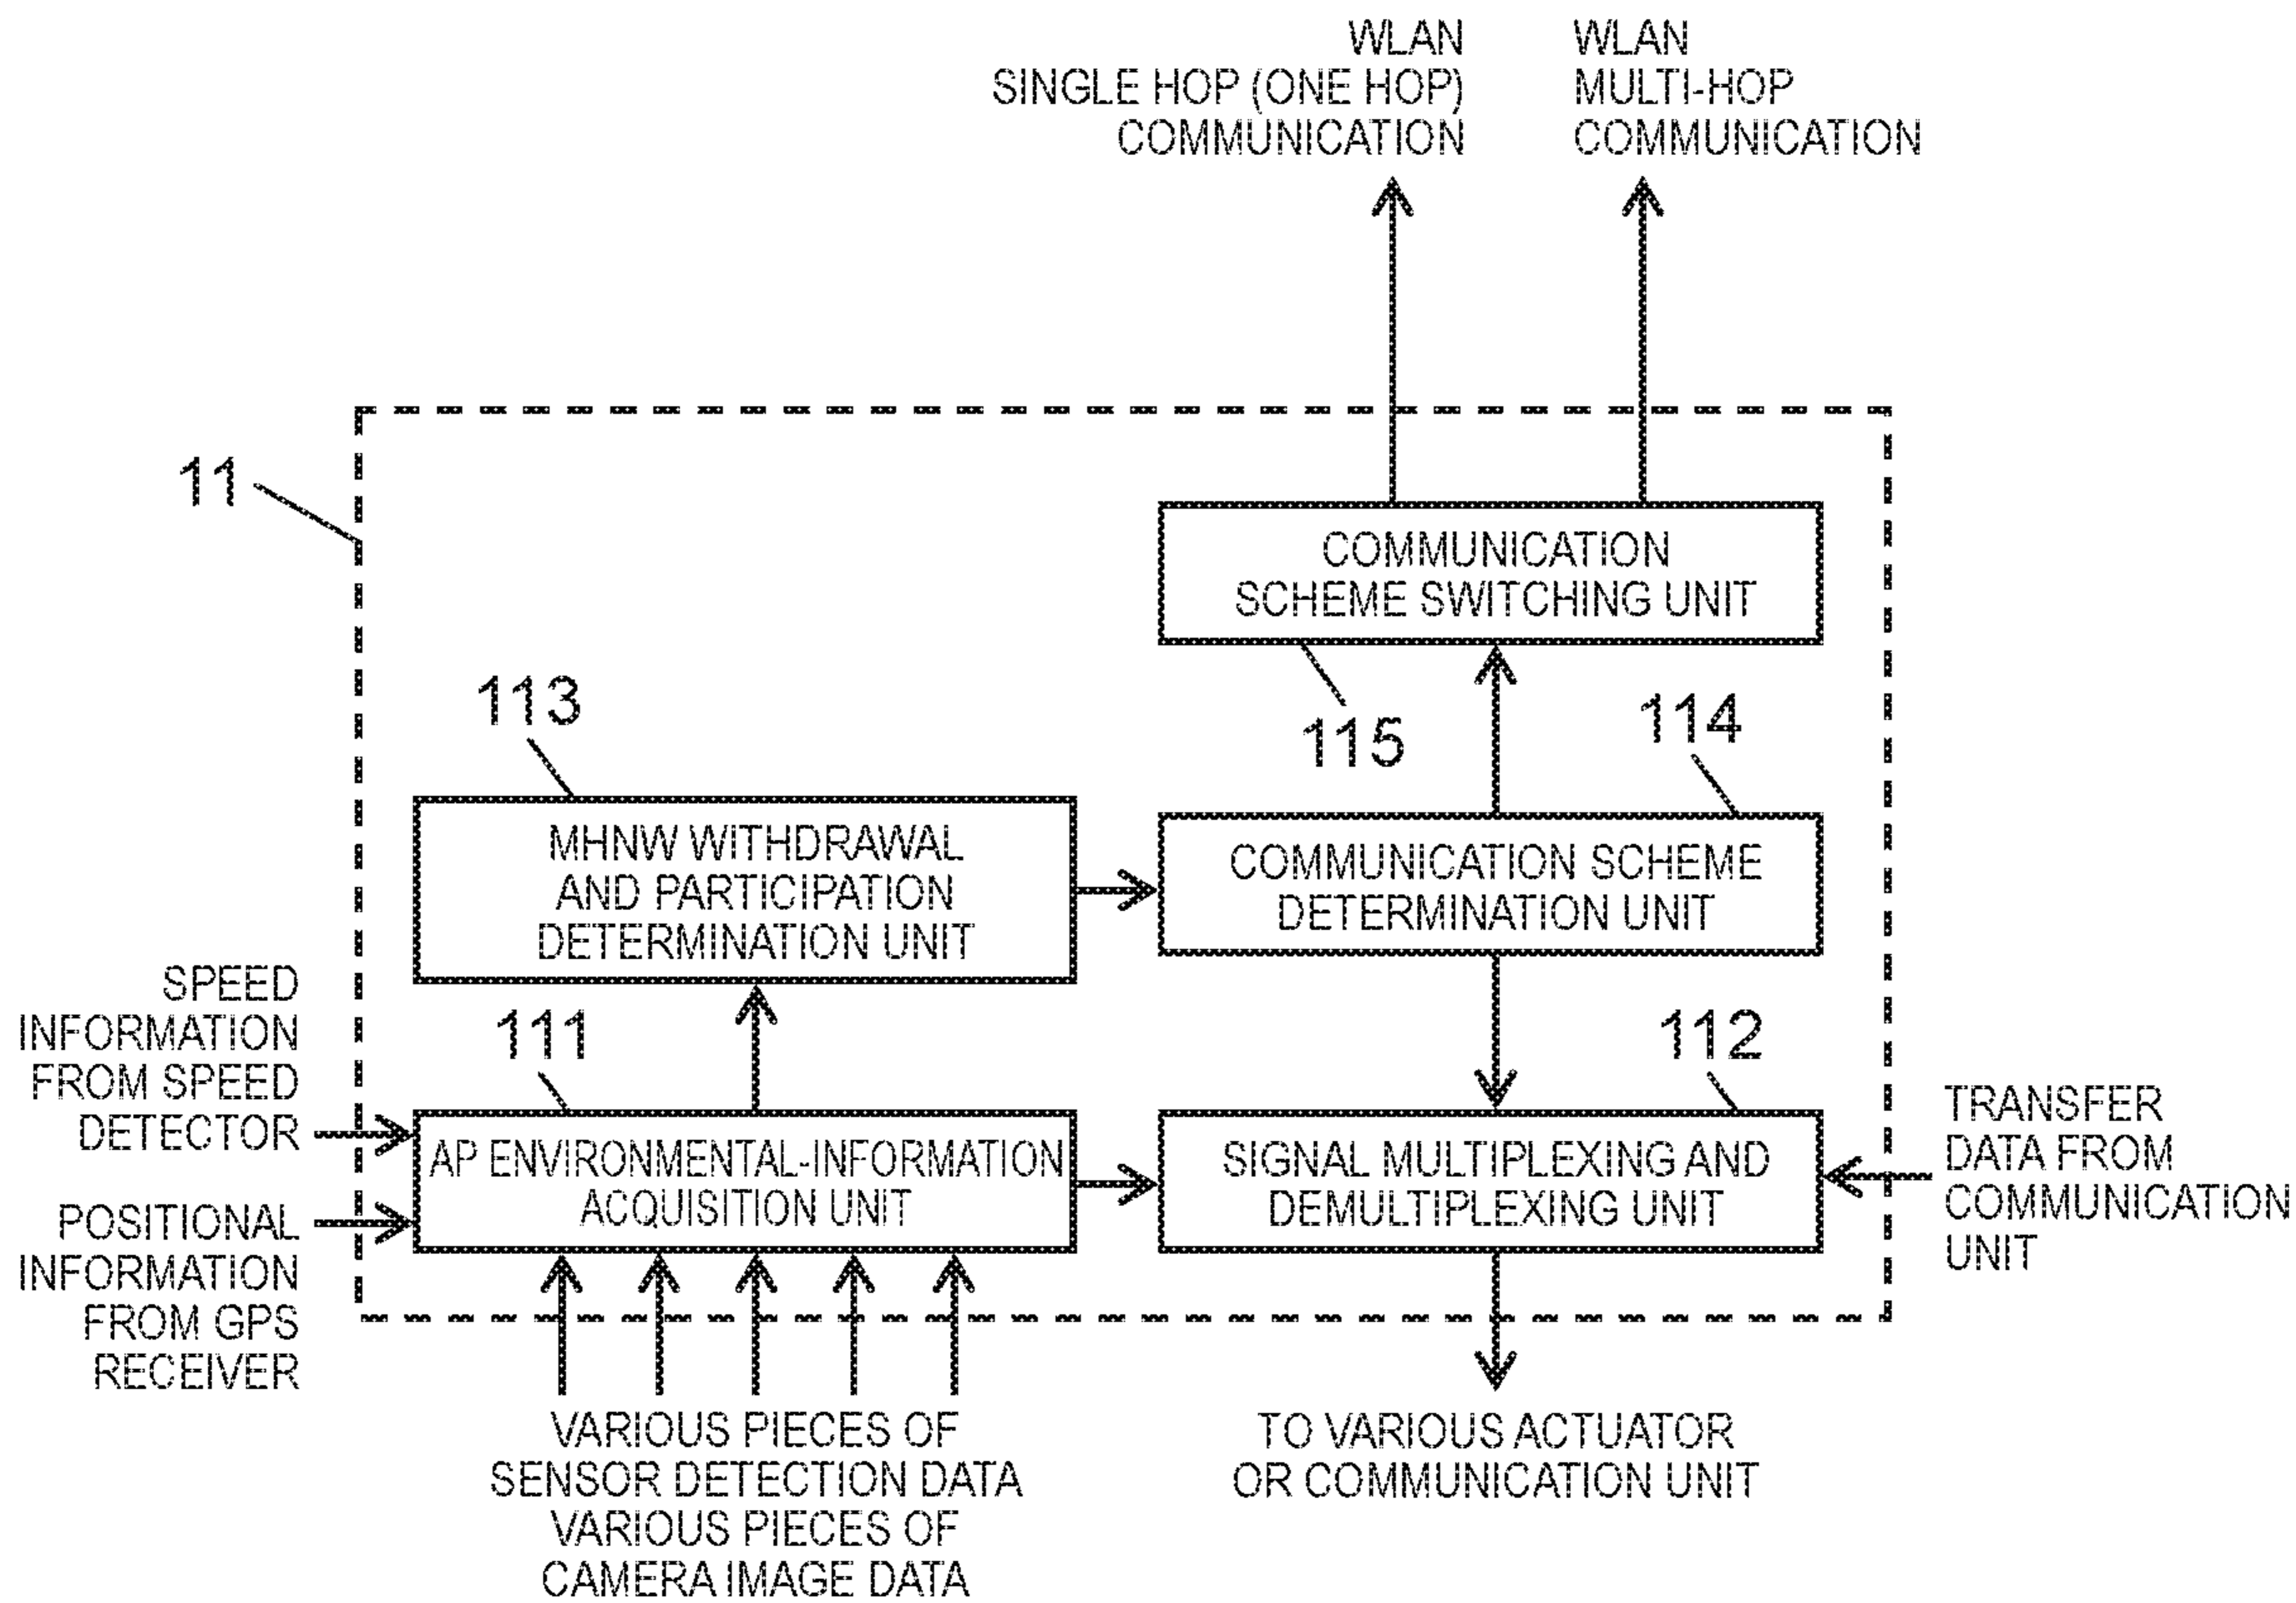 WLAN
SINGLE HOP (ONE HOP)
COMMUNICATION
WLAN
MULTI-HOP
COMMUNICATION
11
COMMUNICATION
SCHEME SWITCHING UNIT
115
113
114
MHNW WITHDRAWAL
AND PARTICIPATION
DETERMINATION UNIT
COMMUNICATION SCHEME
DETERMINATION UNIT
SPEED
INFORMATION
FROM SPEED
DETECTOR
111
112
AP ENVIRONMENTAL-INFORMATION
ACQUISITION UNIT
SIGNAL MULTIPLEXING AND
DEMULTIPLEXING UNIT
TRANSFER
DATA FROM
COMMUNICATION
UNIT
POSITIONAL
INFORMATION
FROM GPS
RECEIVER
VARIOUS PIECES OF
SENSOR DETECTION DATA
VARIOUS PIECES OF
CAMERA IMAGE DATA
TO VARIOUS ACTUATOR
OR COMMUNICATION UNIT